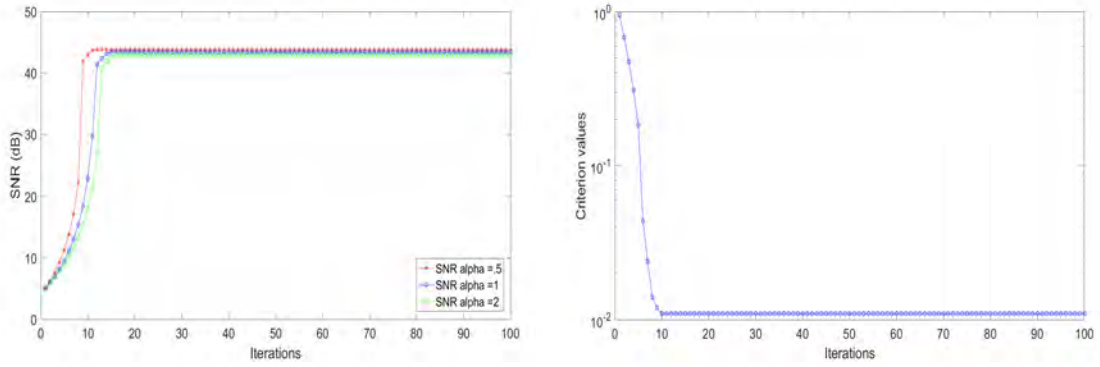 50
40
30
20
10
0
SNR (dB)
0 10 20 30 40 50 60 70 80 90 100
Iterations
SNR alpha =.5
SNR alpha =1
SNR alpha =2
10^0
10^-1
10^-2
Criterion values
0 10 20 30 40 50 60 70 80 90 100
Iterations